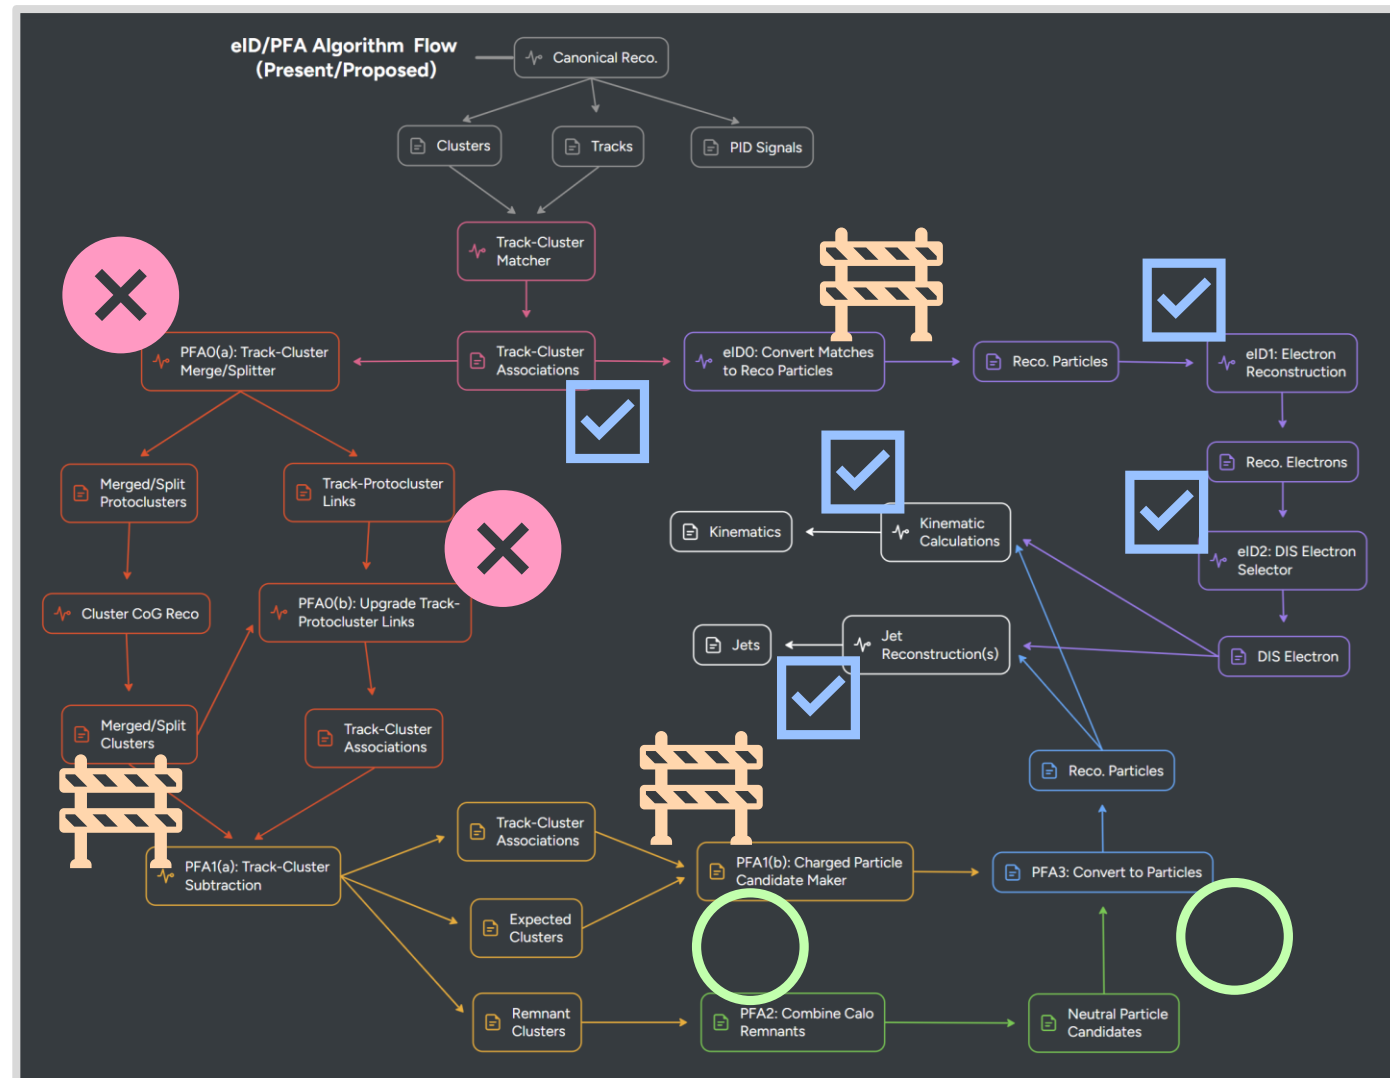 eID/PFA Algorithm Flow
(Present/Proposed)
Canonical Reco.
Clusters
Tracks
PID Signals
Track-Cluster
Matcher
PFA0(a): Track-Cluster
Merge/Splitter
Track-Cluster
Associations
eID0: Convert Matches
to Reco Particles
Reco. Particles
eID1: Electron
Reconstruction
Merged/Split
Protoclusters
Track-Protocluster
Links
Reco. Electrons
Kinematics
Kinematic
Calculations
eID2: DIS Electron
Selector
Cluster CoG Reco
PFA0(b): Upgrade Track-
Protocluster Links
Jets
Jet
Reconstruction(s)
DIS Electron
Merged/Split
Clusters
Track-Cluster
Associations
Reco. Particles
Track-Cluster
Associations
PFA1(a): Track-Cluster
Subtraction
PFA1(b): Charged Particle
Candidate Maker
PFA3: Convert to Particles
Expected
Clusters
Remnant
Clusters
PFA2: Combine Calo
Remnants
Neutral Particle
Candidates